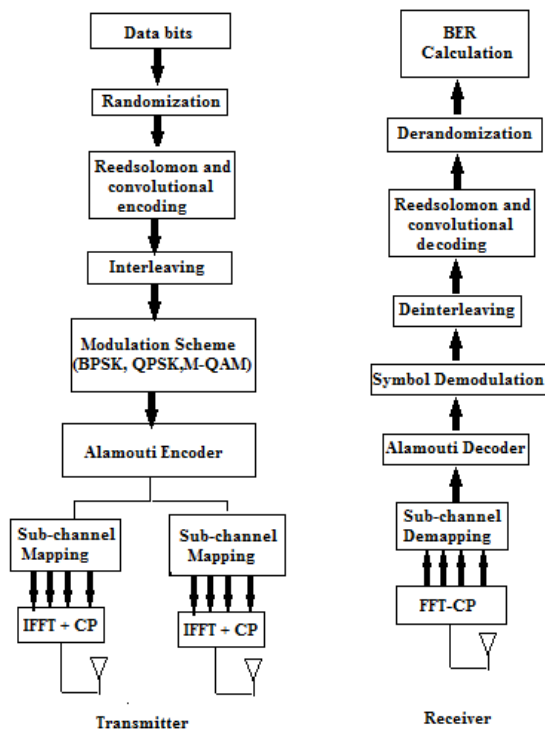 Data bits
Randomization
Reedsolomon and
convolutional
encoding
Interleaving
Modulation Scheme
(BPSK, QPSK,M-QAM)
Alamouti Encoder
Sub-channel
Mapping
IFFT + CP
Sub-channel
Mapping
IFFT + CP
Transmitter
BER
Calculation
Derandomization
Reedsolomon and
convolutional
decoding
Deinterleaving
Symbol Demodulation
Alamouti Decoder
Sub-channel
Demapping
FFT-CP
Receiver